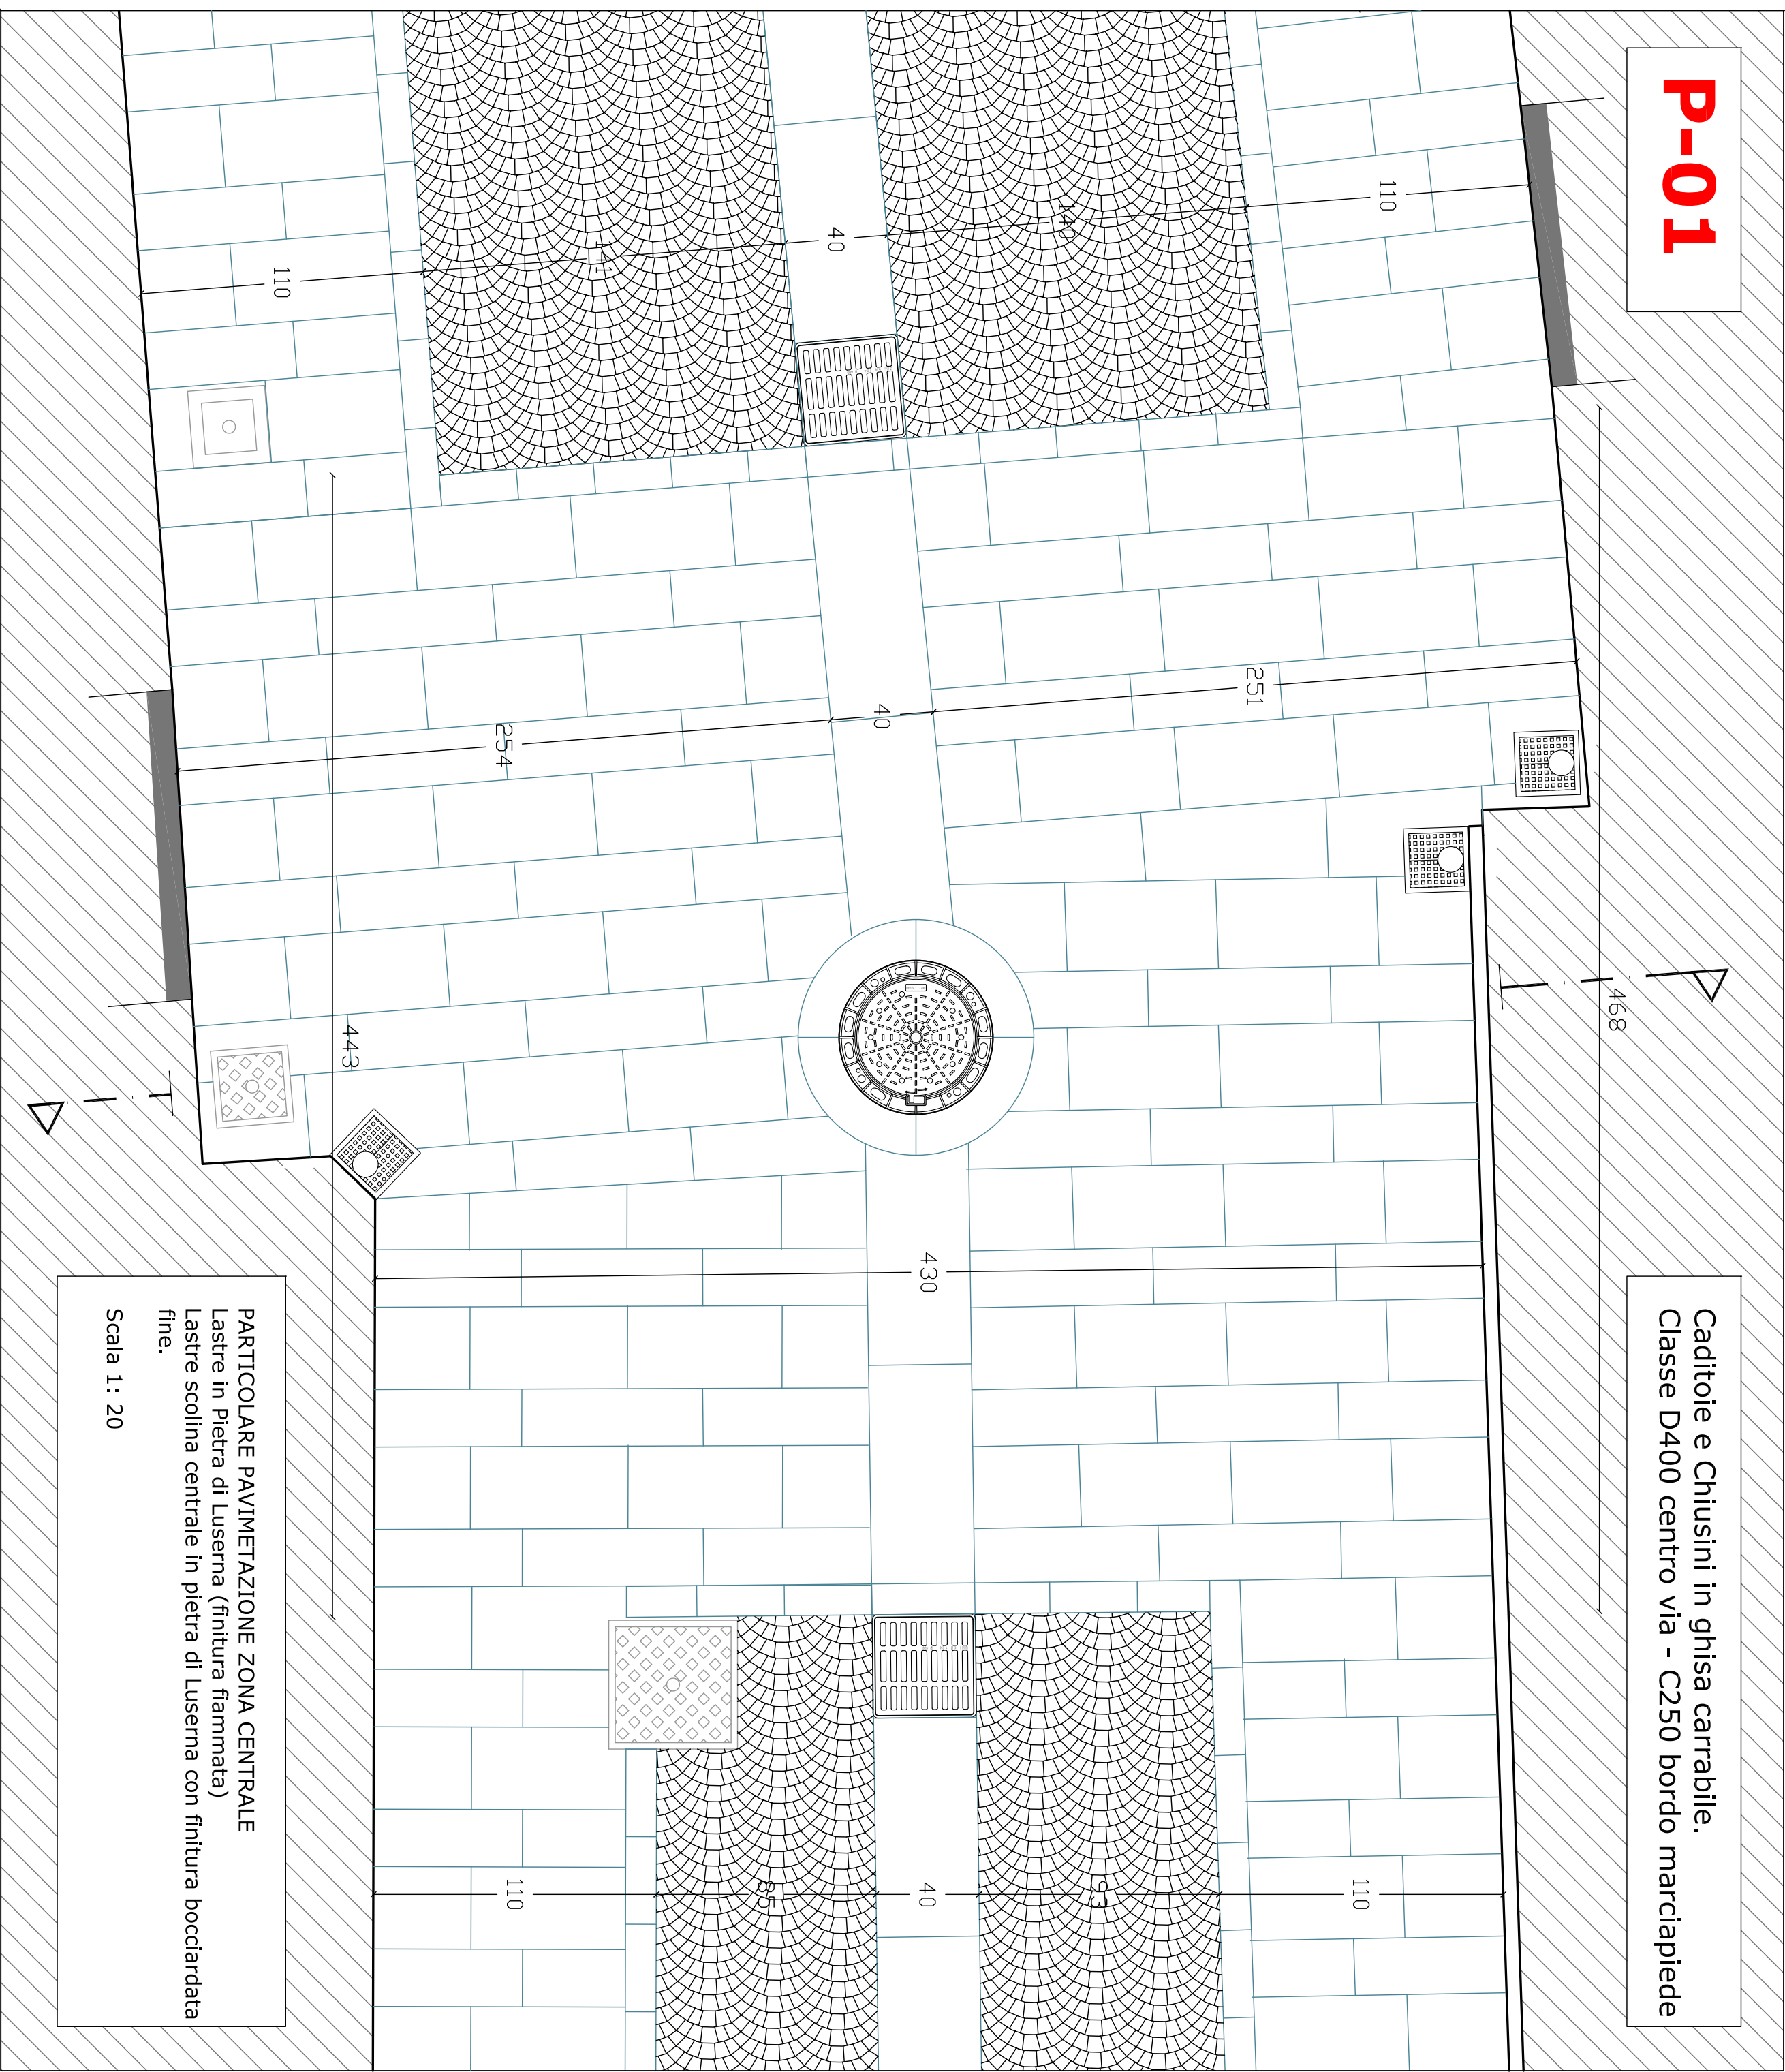 P-01
Caditoie e Chiusini in ghisa carrabile.
Classe D400 centro via - C250 bordo marciapiede
110
140
40
141
110
251
40
254
468
443
430
110
93
40
85
110
PARTICOLARE PAVIMETAZIONE ZONA CENTRALE
Lastre in Pietra di Luserna (finitura fiammata)
Lastre scolina centrale in pietra di Luserna con finitura bocciardata
fine.
Scala 1: 20